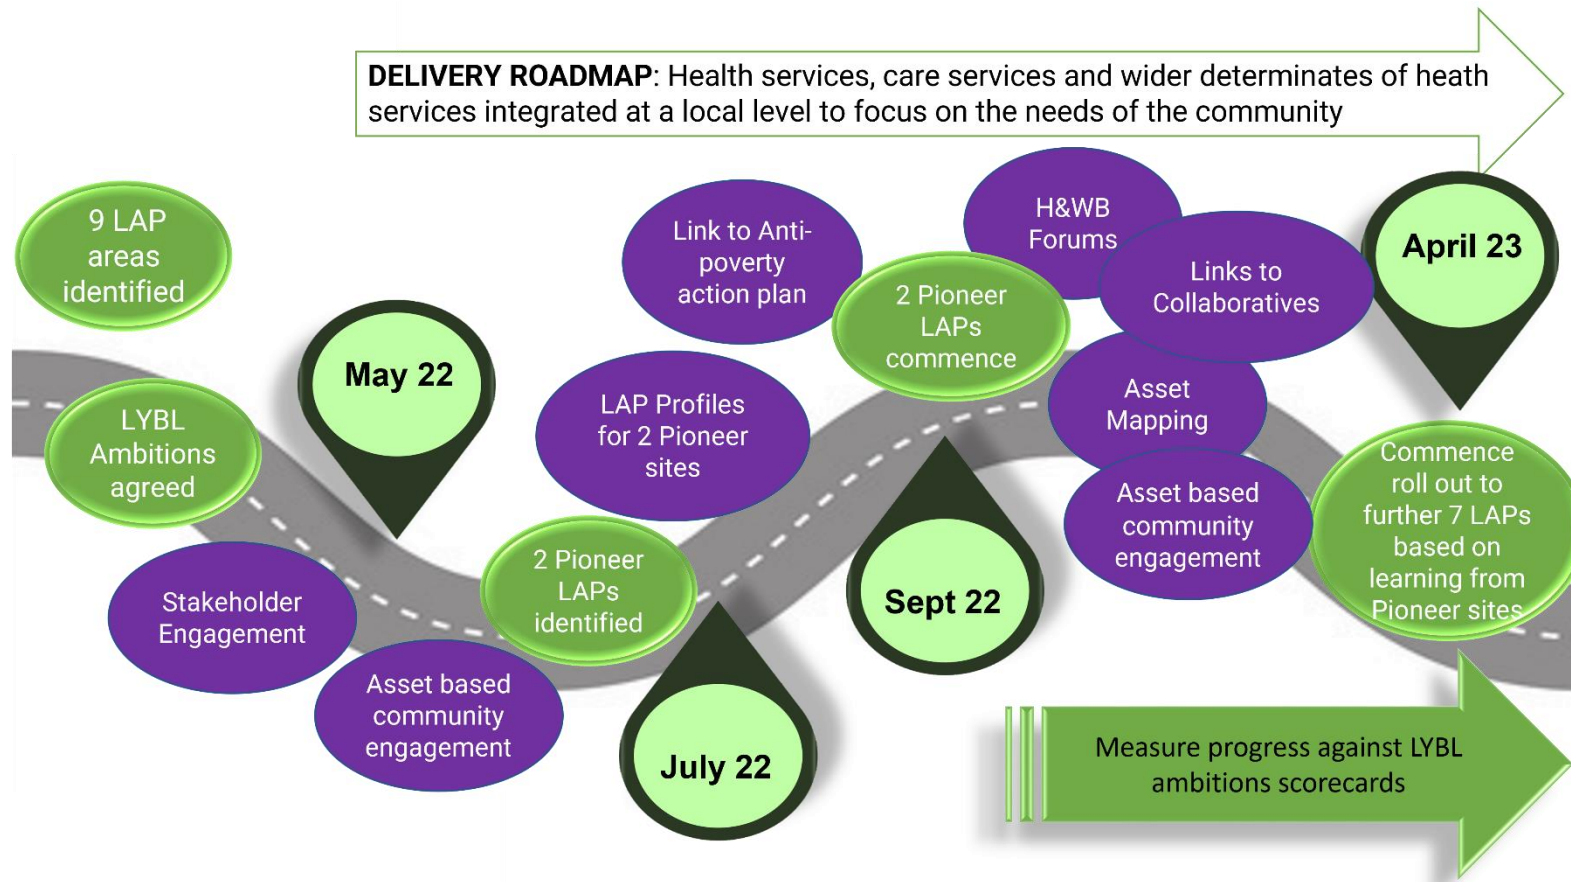 DELIVERY ROADMAP: Health services, care services and wider determinates of heath
services integrated at a local level to focus on the needs of the community
9 LAP
areas
identified
LYBL
Ambitions
agreed
May 22
Stakeholder
Engagement
Asset based
community
engagement
2 Pioneer
LAPs
identified
July 22
LAP Profiles
for 2 Pioneer
sites
Link to Anti-
poverty
action plan
2 Pioneer
LAPs
commence
Sept 22
H&WB
Forums
Links to
Collaboratives
Asset
Mapping
Asset based
community
engagement
April 23
Commence
roll out to
further 7 LAPs
based on
learning from
Pioneer sites
Measure progress against LYBL
ambitions scorecards